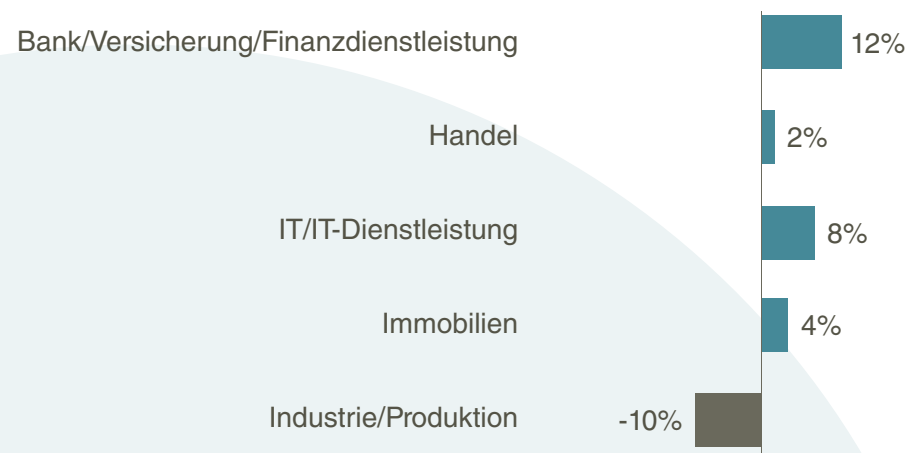 Bank/Versicherung/Finanzdienstleistung 12%
Handel 2%
IT/IT-Dienstleistung 8%
Immobilien 4%
Industrie/Produktion -10%